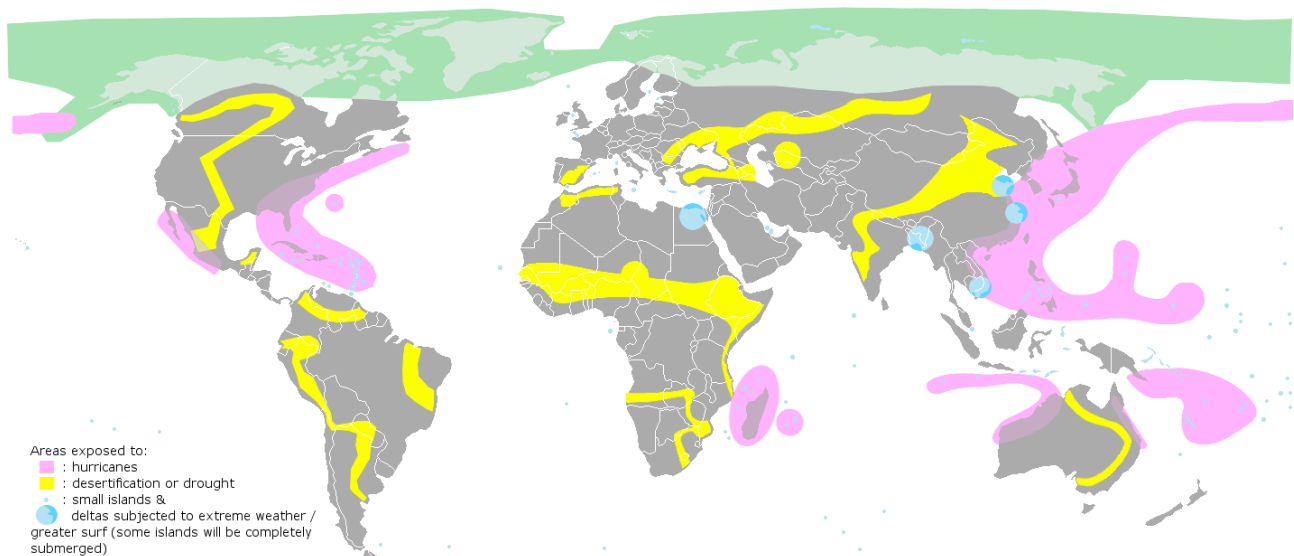 Areas exposed to:
: hurricanes
: desertification or drought
: small islands &
deltas subjected to extreme weather /
greater surf (some islands will be completely
submerged)